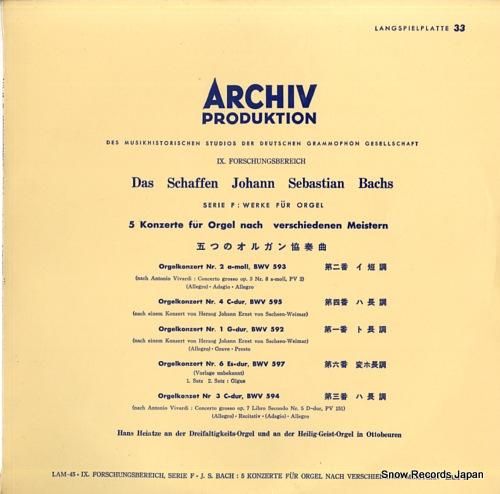 LANGSPIELPLATTE 33
ARCHIV
PRODUKTION
DES MUSIKHISTORISCHEN STUDIOS DER DEUTSCHEN GRAMMOPHON GESELLSCHAFT
IX. FORSCHUNGSBEREICH
Das Schaffen Johann Sebastian Bachs
SERIE F: WERKE FÜR ORGEL
5 Konzerte für Orgel nach verschiedenen Meistern
五つのオルガン協奏曲
Orgelkonzert Nr. 2 a-moll, BWV 593 第二番 イ短調
(nach Antonio Vivaldi: Concerto grosso op. 3 Nr. 8 a-moll, PV 2)
(Allegro) - Adagio - Allegro
Orgelkonzert Nr. 4 C-dur, BWV 595 第四番 ハ長調
(nach einem Konzert von Herzog Johann Ernst von Sachsen-Weimar)
Orgelkonzert Nr. 1 G-dur, BWV 592 第一番 ト長調
(nach einem Konzert von Herzog Johann Ernst von Sachsen-Weimar)
(Allegro) - Grave - Presto
Orgelkonzert Nr. 6 Es-dur, BWV 597 第六番 変ホ長調
(Vorlage unbekannt)
1. Satz 2. Satz: Gigue
Orgelkonzet Nr 3 C-dur, BWV 594 第三番 ハ長調
(nach Antonio Vivaldi: Concerto grosso op. 7 Libro Secondo Nr. 5 D-dur, PV 151)
(Allegro) - Recitativ - (Adagio) - Allegro
Hans Heintze an der Dreifaltigkeits-Orgel und an der Heilig-Geist-Orgel in Ottobeuren
LAM-45 • IX. FORSCHUNGSBEREICH, SERIE F • J. S. BACH: 5 KONZERTE FÜR ORGEL NACH
Snow Records Japan